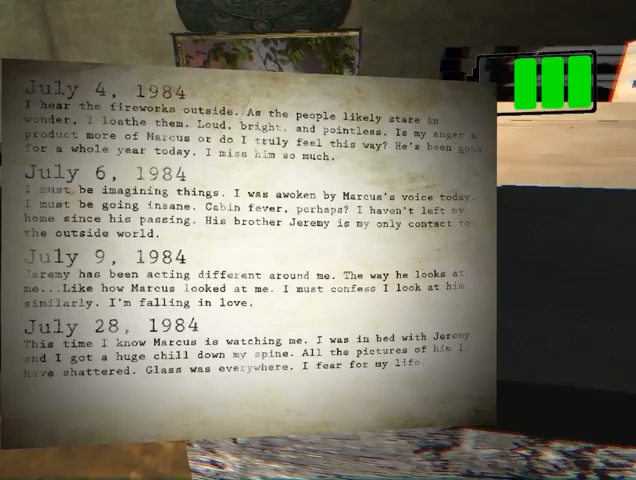 July 4, 1984
I hear the fireworks outside. As the people likely stare in
wonder, I loathe them. Loud, bright, and pointless. Is my anger a
product more of Marcus or do I truly feel this way? He's been gone
for a whole year today. I miss him so much.
July 6, 1984
I must be imagining things. I was awoken by Marcus's voice today.
I must be going insane. Cabin fever, perhaps? I haven't left my
home since his passing. His brother Jeremy is my only contact to
the outside world.
July 9, 1984
Jeremy has been acting different around me. The way he looks at
me...Like how Marcus looked at me. I must confess I look at him
similarly. I'm falling in love.
July 28, 1984
This time I know Marcus is watching me. I was in bed with Jeremy
and I got a huge chill down my spine. All the pictures of him I
have shattered. Glass was everywhere. I fear for my life.